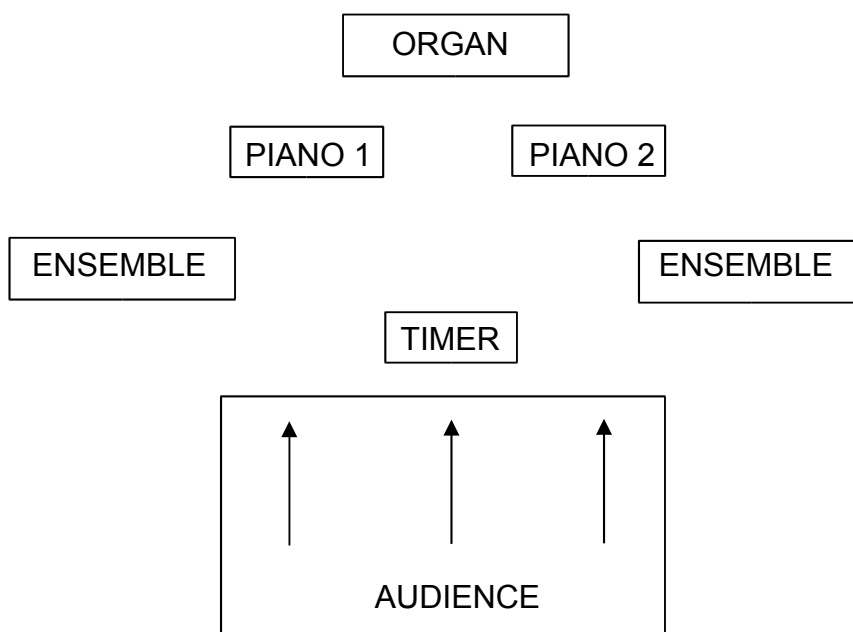 ORGAN
PIANO 1 PIANO 2
ENSEMBLE ENSEMBLE
TIMER
AUDIENCE